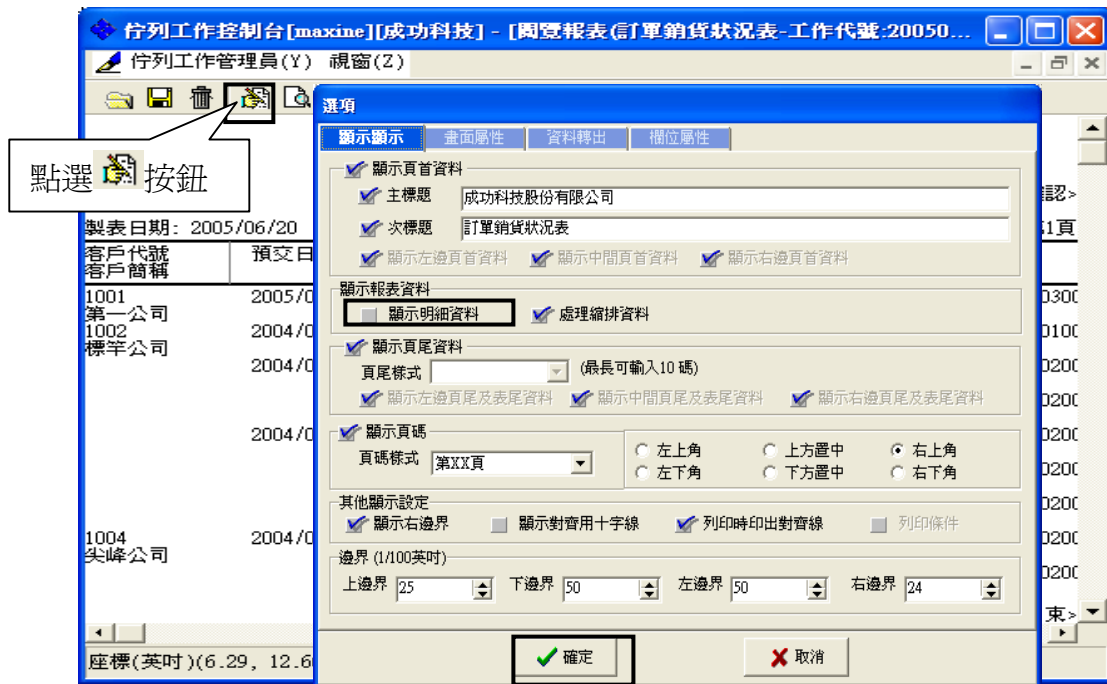 佇列工作控制台[maxine][成功科技] - [閱覽報表(訂單銷貨狀況表-工作代號:20050...
佇列工作管理員(Y) 視窗(Z)
點選 按鈕
製表日期: 2005/06/20
客戶代號 預交日
客戶簡稱
1001 2005/0
第一公司
1002 2004/0
標竿公司
2004/0
2004/0
1004 2004/0
尖峰公司
座標(英吋)(6.29, 12.6
選項
顯示顯示 畫面屬性 資料轉出 欄位屬性
顯示頁首資料
主標題 成功科技股份有限公司
次標題 訂單銷貨狀況表
顯示左邊頁首資料 顯示中間頁首資料 顯示右邊頁首資料
顯示報表資料
顯示明細資料 處理縮排資料
顯示頁尾資料
頁尾樣式 (最長可輸入10 碼)
顯示左邊頁尾及表尾資料 顯示中間頁尾及表尾資料 顯示右邊頁尾及表尾資料
顯示頁碼
頁碼樣式 第XX頁
左上角 上方置中 右上角
左下角 下方置中 右下角
其他顯示設定
顯示右邊界 顯示對齊用十字線 列印時印出對齊線 列印條件
邊界 (1/100英吋)
上邊界 25 下邊界 50 左邊界 50 右邊界 24
確定 取消
認>
1頁
0300
0100
0200
0200
0200
0200
0200
0200
0200
束>